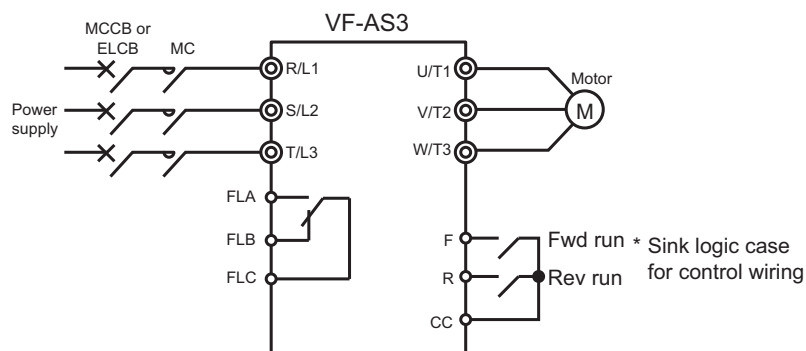 VF-AS3
MCCB or
ELCB
MC
R/L1
U/T1
Motor
Power
supply
S/L2
V/T2
M
T/L3
W/T3
FLA
FLB
FLC
F
Fwd run
* Sink logic case
for control wiring
R
Rev run
CC